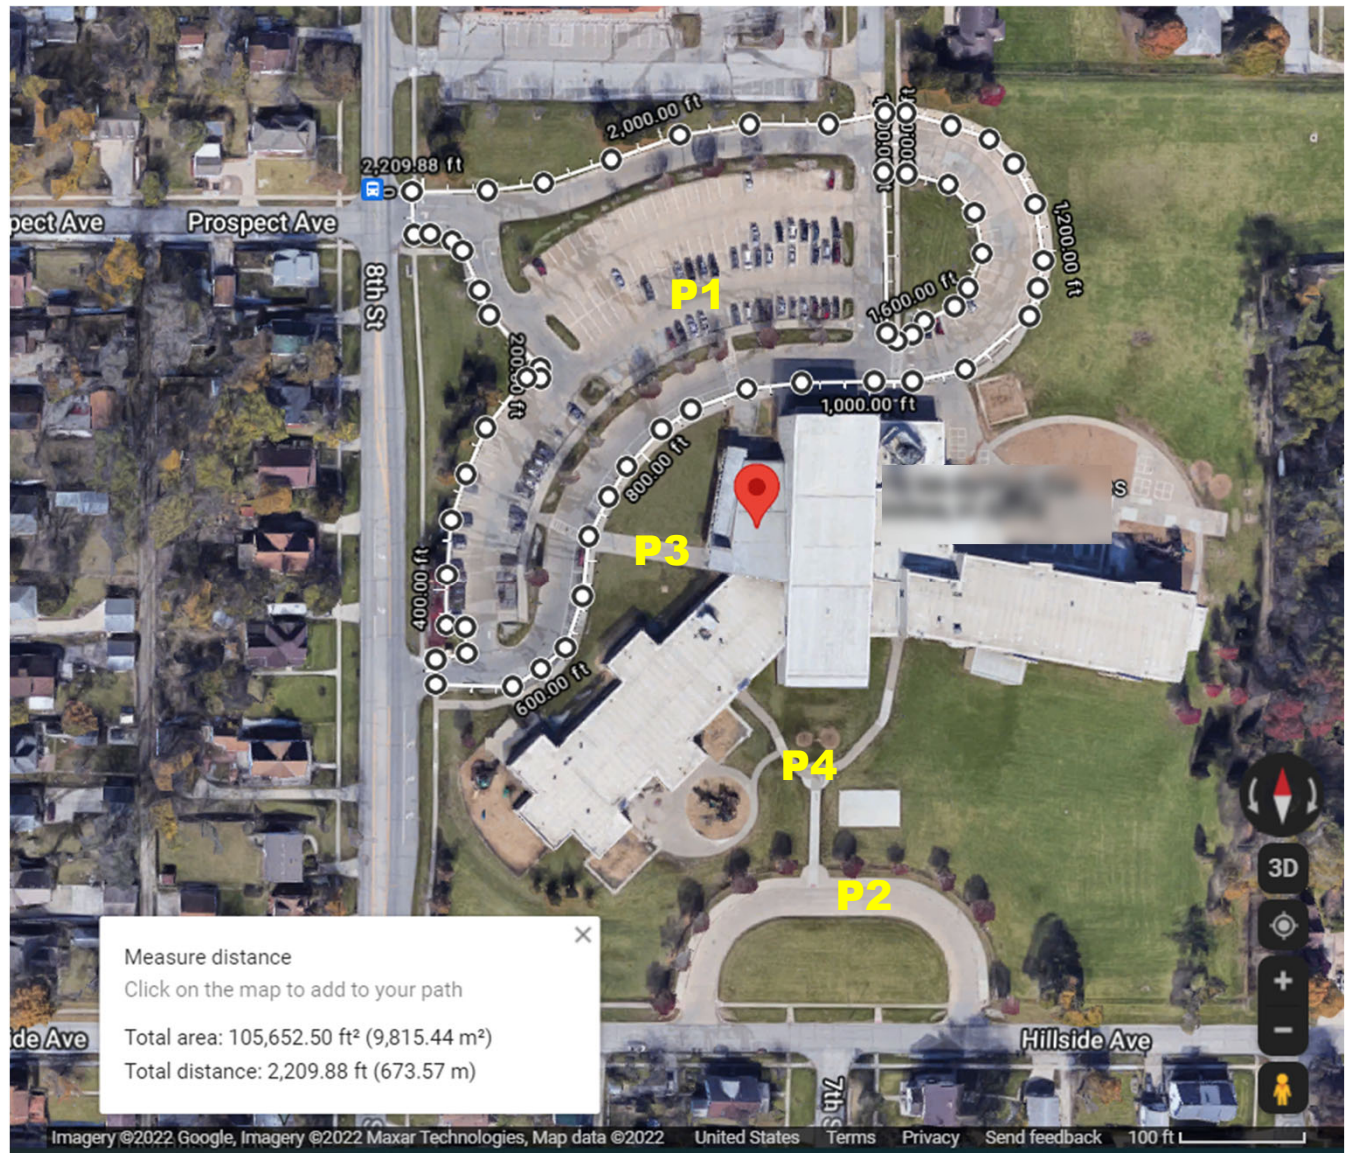 2,000.00 ft
2,209.88 ft
0
pect Ave
Prospect Ave
8th St
1,200.00 ft
P1
1,600.00 ft
200.00 ft
1,000.00 ft
800.00 ft
S
P3
400.00 ft
600.00 ft
P4
3D
P2
Measure distance
Click on the map to add to your path
Total area: 105,652.50 ft² (9,815.44 m²)
Total distance: 2,209.88 ft (673.57 m)
ide Ave
Hillside Ave
7th S
Imagery ©2022 Google, Imagery ©2022 Maxar Technologies, Map data ©2022 United States Terms Privacy Send feedback 100 ft